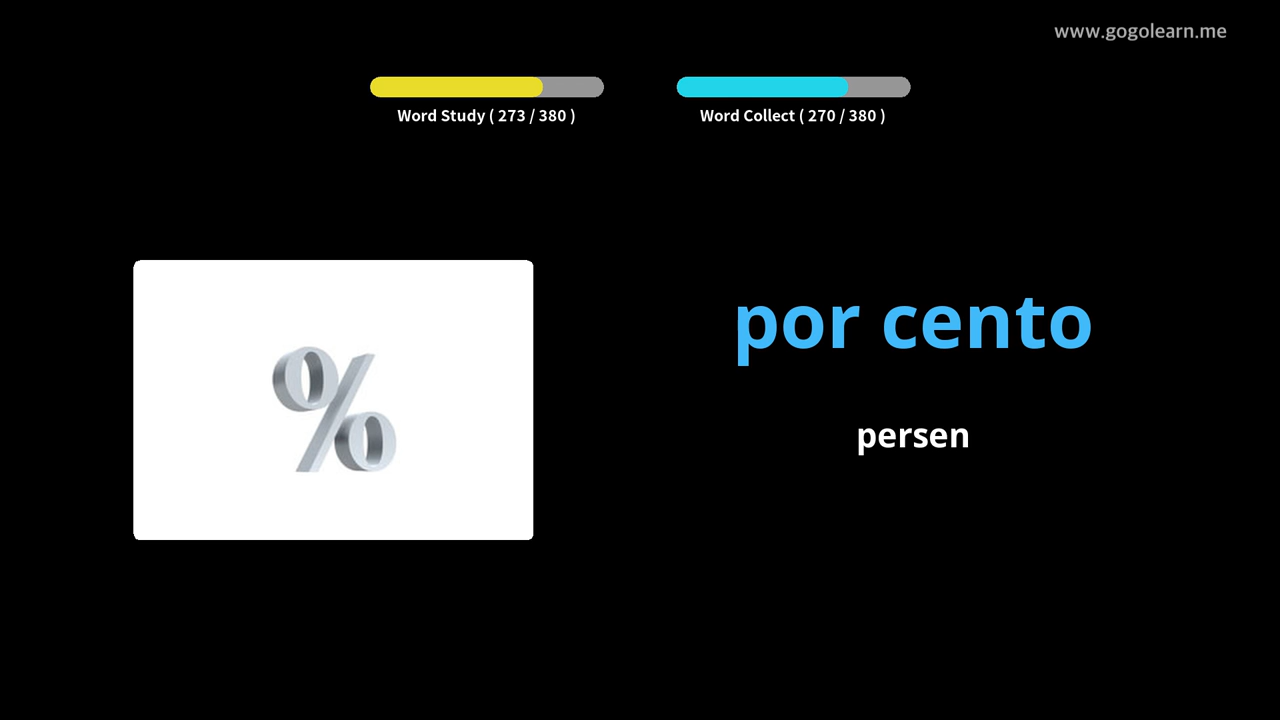 www.gogolearn.me
Word Study ( 273 / 380 )
Word Collect ( 270 / 380 )
%
por cento
persen